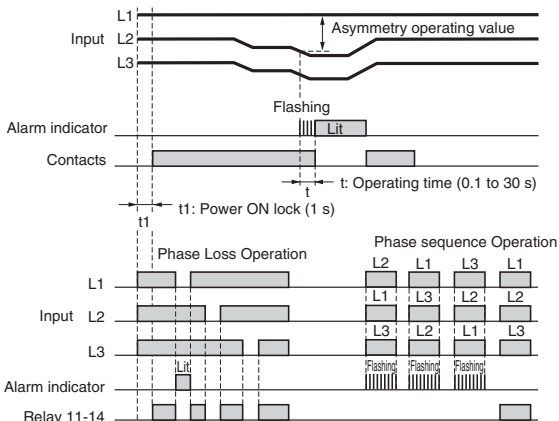 L1
Asymmetry operating value
Input L2
L3
Flashing
Alarm indicator
Lit
Contacts
t
t: Operating time (0.1 to 30 s)
t1
t1: Power ON lock (1 s)
Phase Loss Operation
Phase sequence Operation
L1
L2 L1 L3 L1
Input L2
L1 L3 L2 L2
L3
L3 L2 L1 L3
Lit
Flashing Flashing Flashing
Alarm indicator
Relay 11-14